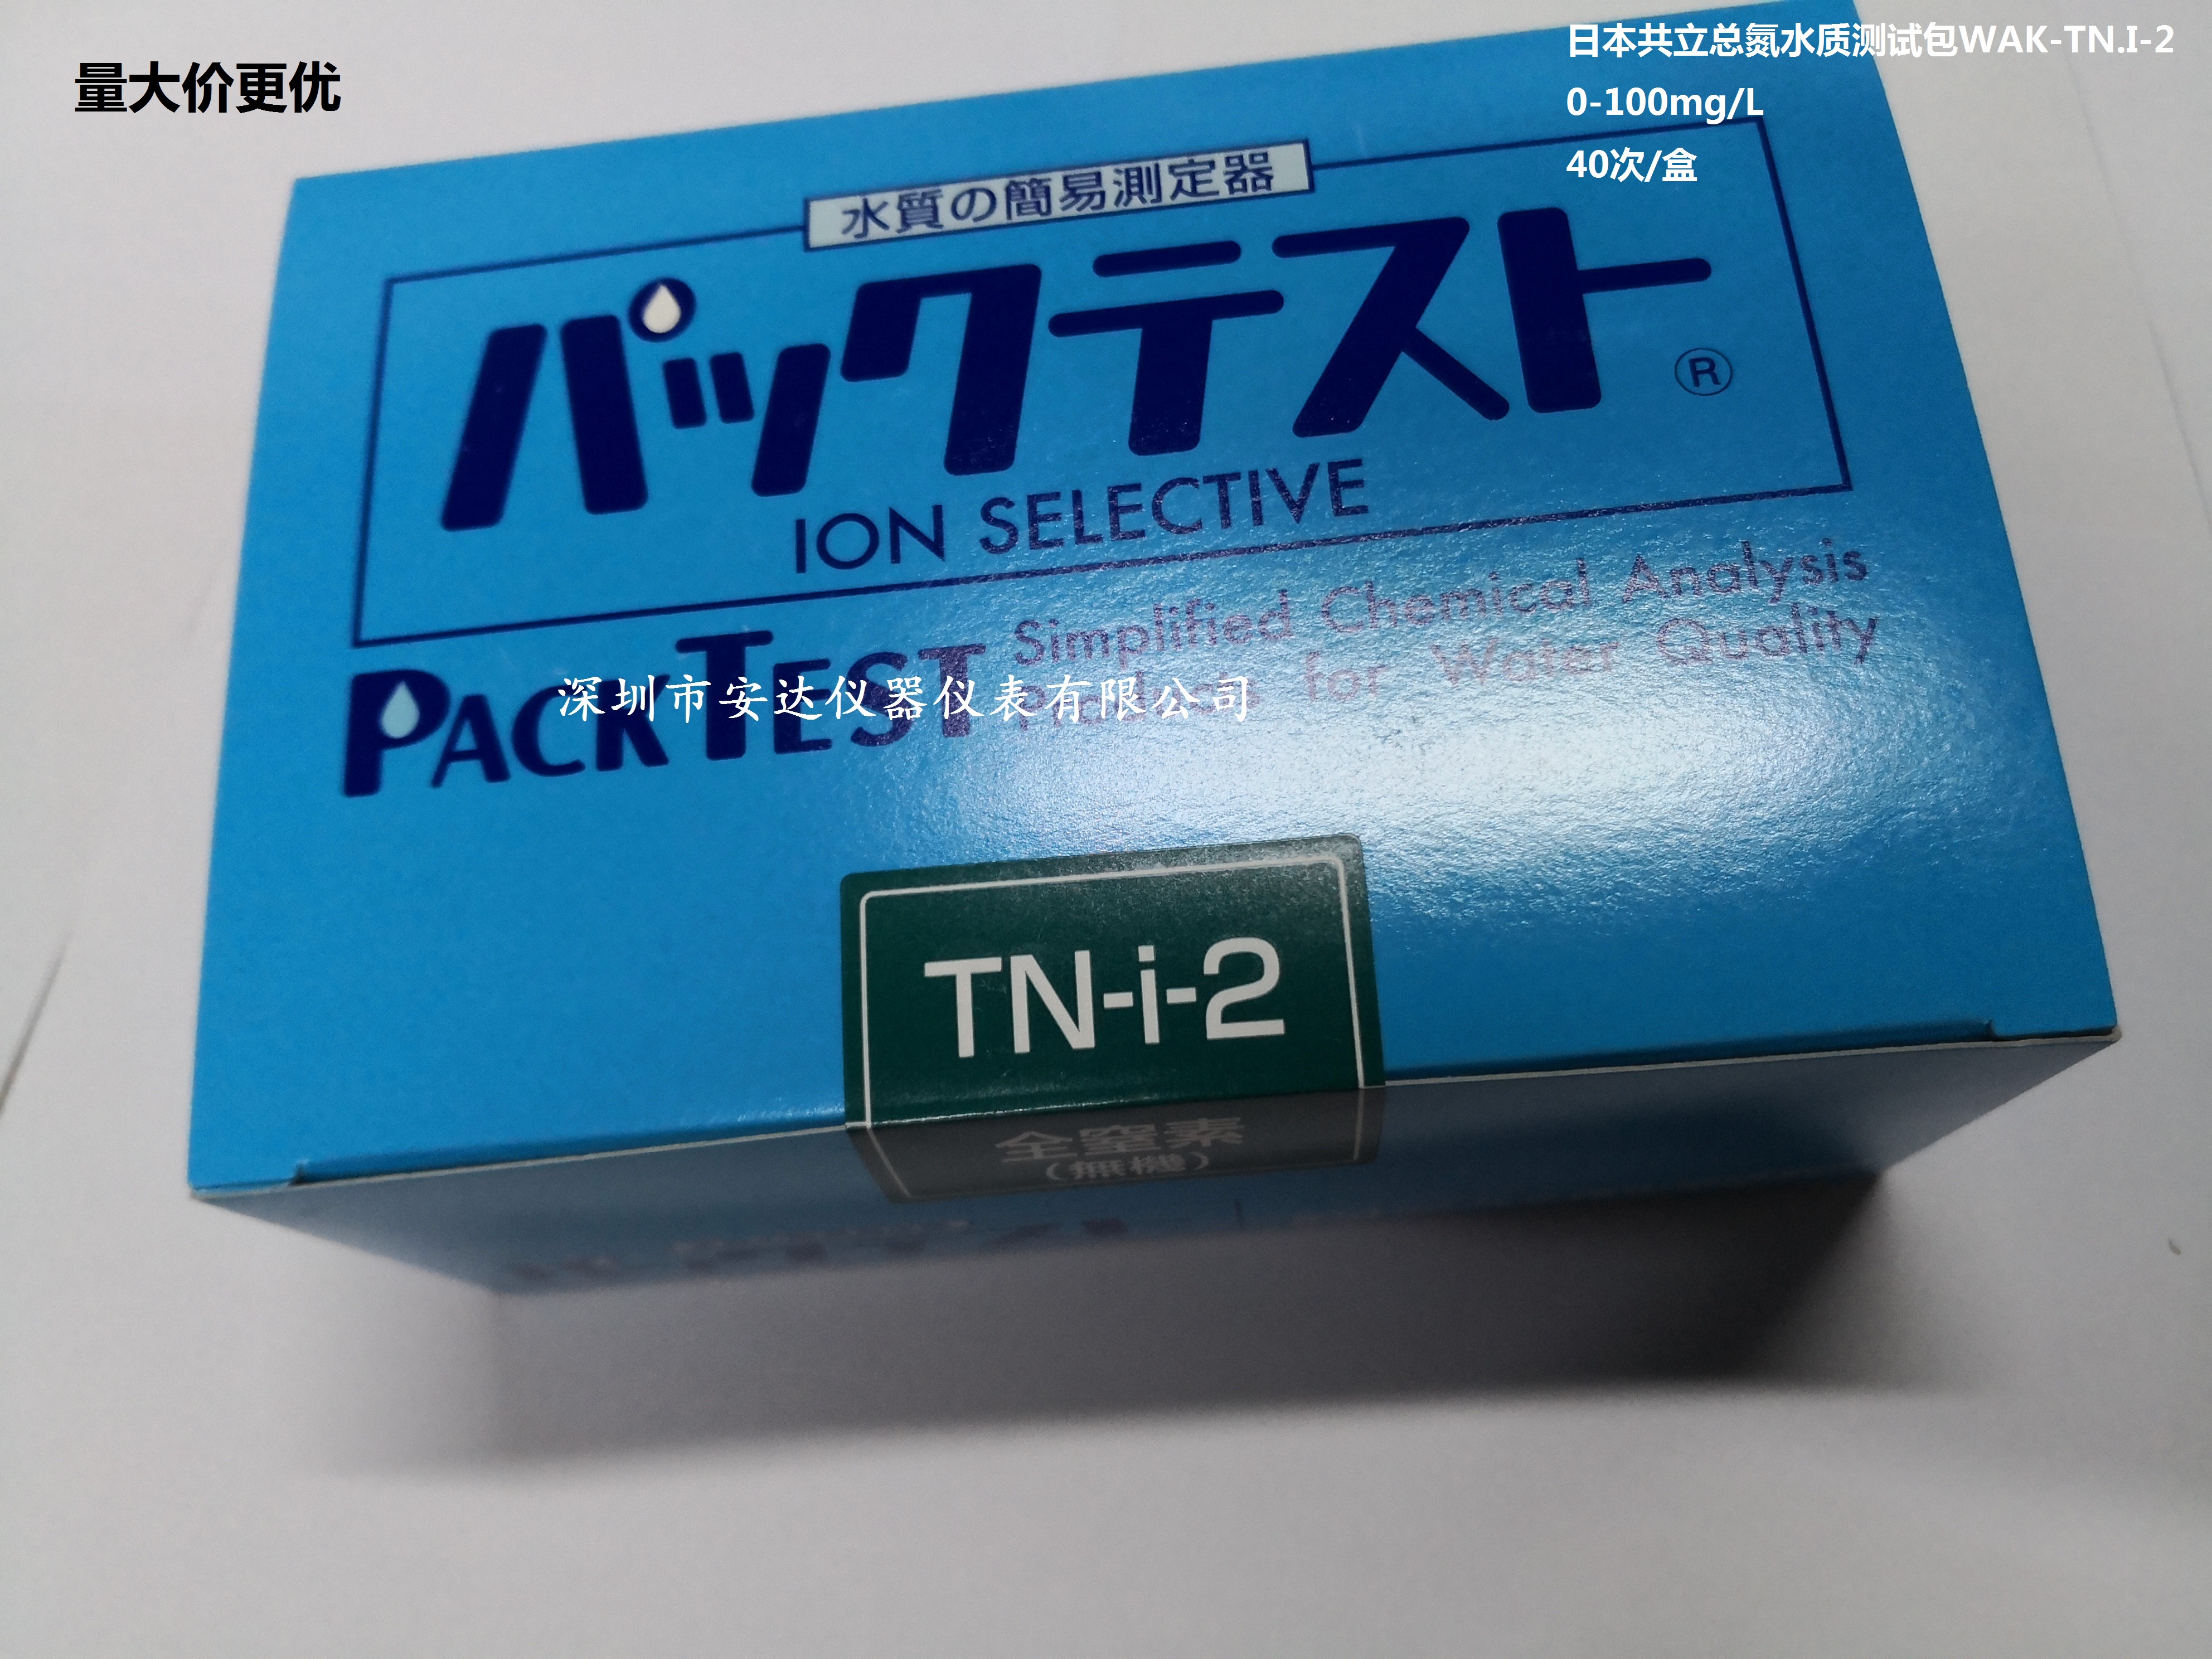 量大价更优
日本共立总氮水质测试包WAK-TN.I-2
0-100mg/L
40次/盒
水質の簡易測定器
パックテスト®
ION SELECTIVE
PACKTEST
Simplified Chemical Analysis
for Water Quality
深圳市安达仪器仪表有限公司
TN-i-2
全窒素
(無機)